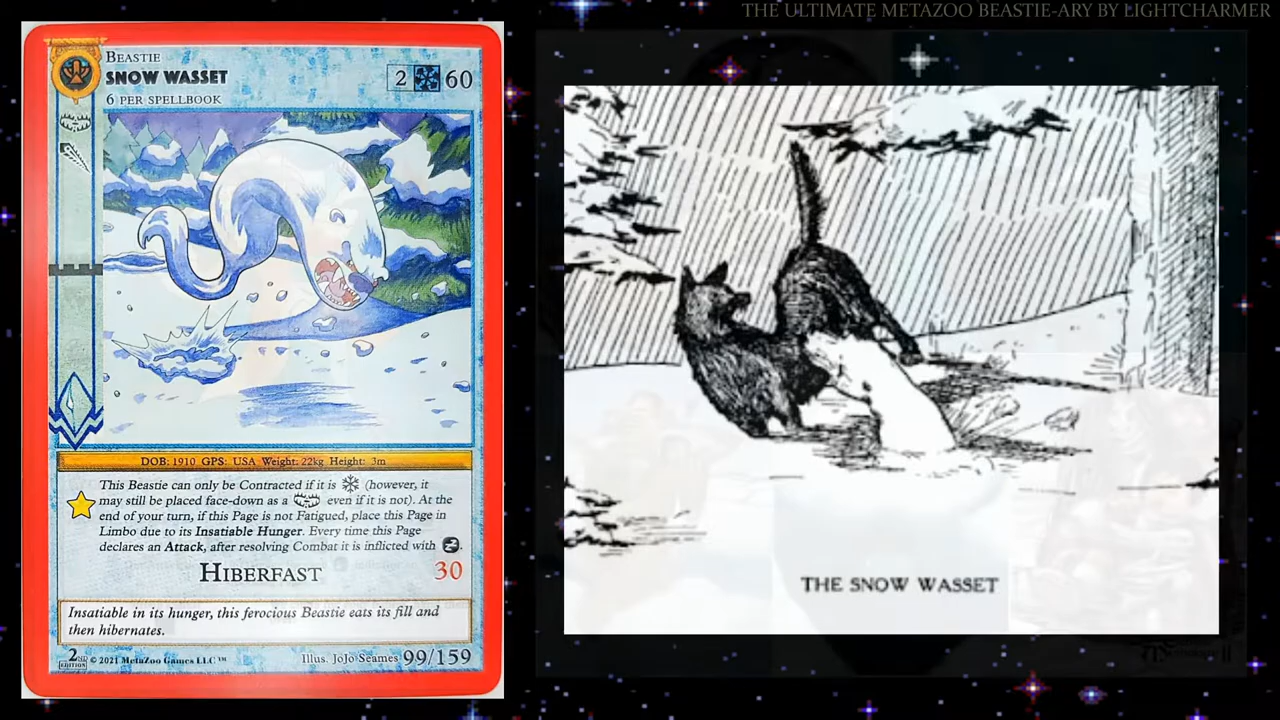 THE ULTIMATE METAZOO BEASTIE-ARY BY LIGHTCHARMER
BEASTIE
SNOW WASSET
2 60
6 PER SPELLBOOK
DOB: 1910 GPS: USA Weight: 22kg Height: 3m
This Beastie can only be Contracted if it is (however, it
may still be placed face-down as a even if it is not). At the
end of your turn, if this Page is not Fatigued, place this Page in
Limbo due to its Insatiable Hunger. Every time this Page
declares an Attack, after resolving Combat it is inflicted with .
HIBERFAST 30
Insatiable in its hunger, this ferocious Beastie eats its fill and
then hibernates.
2ND EDITION © 2021 MetaZoo Games LLC™ Illus. JoJo Seames 99/159
THE SNOW WASSET